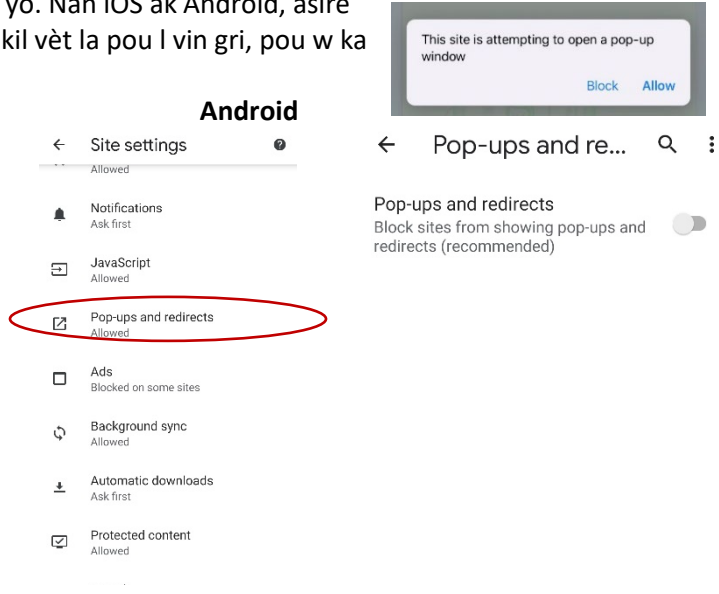 yo. Nan iOS ak Android, asire
kil vèt la pou l vin gri, pou w ka
This site is attempting to open a pop-up
window
Block Allow
Android
Site settings
Allowed
Notifications
Ask first
JavaScript
Allowed
Pop-ups and redirects
Allowed
Ads
Blocked on some sites
Background sync
Allowed
Automatic downloads
Ask first
Protected content
Allowed
Pop-ups and re...
Pop-ups and redirects
Block sites from showing pop-ups and
redirects (recommended)